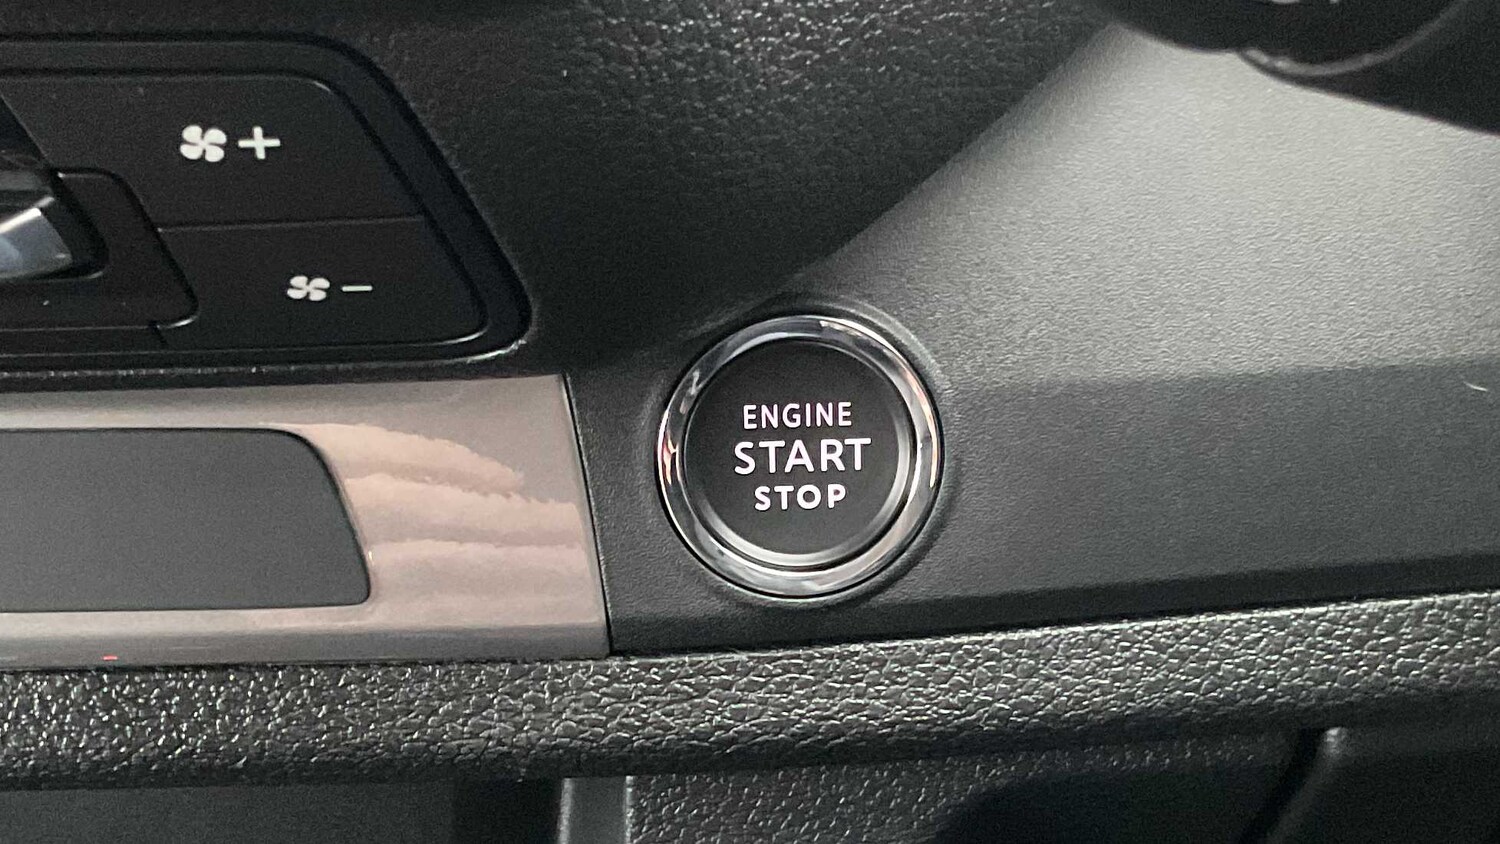 +
-
ENGINE
START
STOP